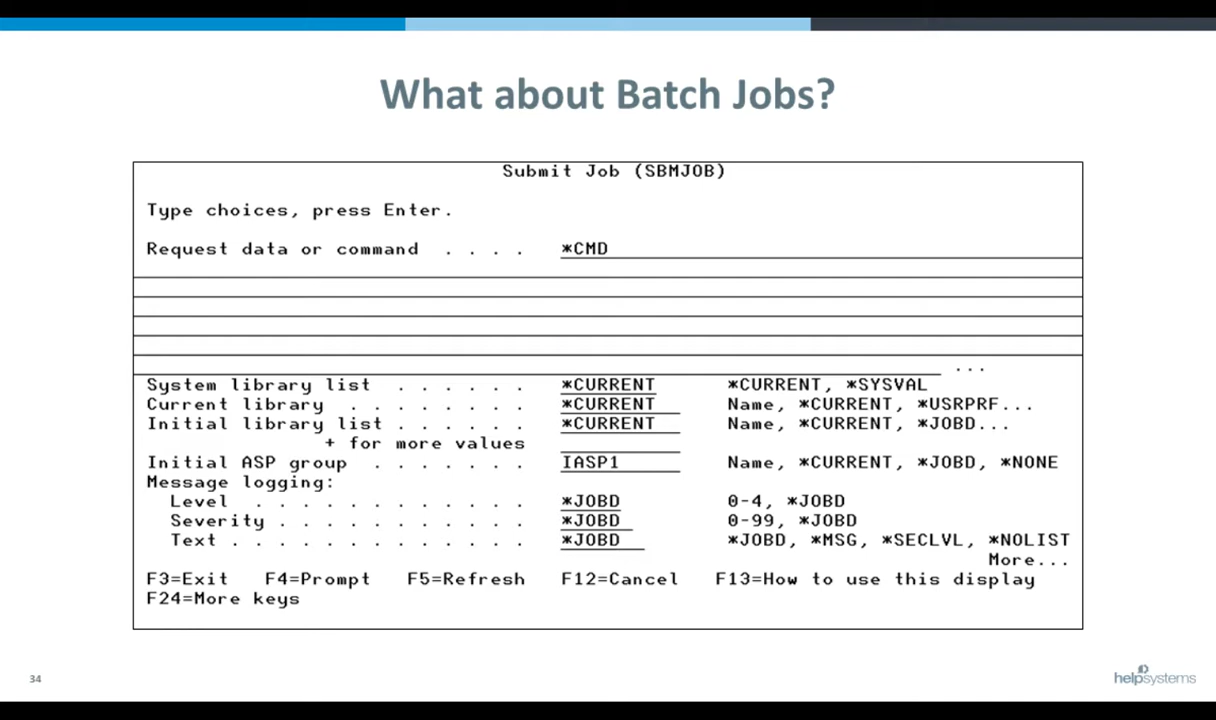 What about Batch Jobs?
Submit Job (SBMJOB)
Type choices, press Enter.
Request data or command . . . . *CMD
...
System library list . . . . . . *CURRENT *CURRENT, *SYSVAL
Current library . . . . . . . . *CURRENT Name, *CURRENT, *USRPRF...
Initial library list . . . . . . *CURRENT Name, *CURRENT, *JOBD...
+ for more values
Initial ASP group . . . . . . . IASP1 Name, *CURRENT, *JOBD, *NONE
Message logging:
Level . . . . . . . . . . . . *JOBD 0-4, *JOBD
Severity . . . . . . . . . . . *JOBD 0-99, *JOBD
Text . . . . . . . . . . . . . *JOBD *JOBD, *MSG, *SECLVL, *NOLIST
More...
F3=Exit F4=Prompt F5=Refresh F12=Cancel F13=How to use this display
F24=More keys
34
helpsystems